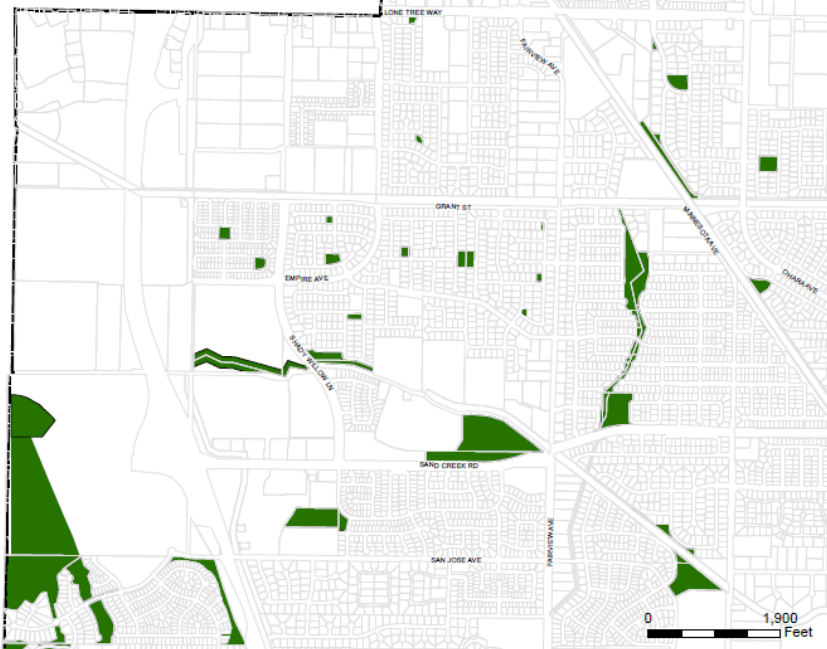 LONE TREE WAY
FAIRVIEW AVE
GRANT ST
MINNESOTA AVE
OHARA AVE
EMPIRE AVE
SHADY WILLOW LN
SAND CREEK RD
FAIRVIEW AVE
SAN JOSE AVE
0 1,900
Feet